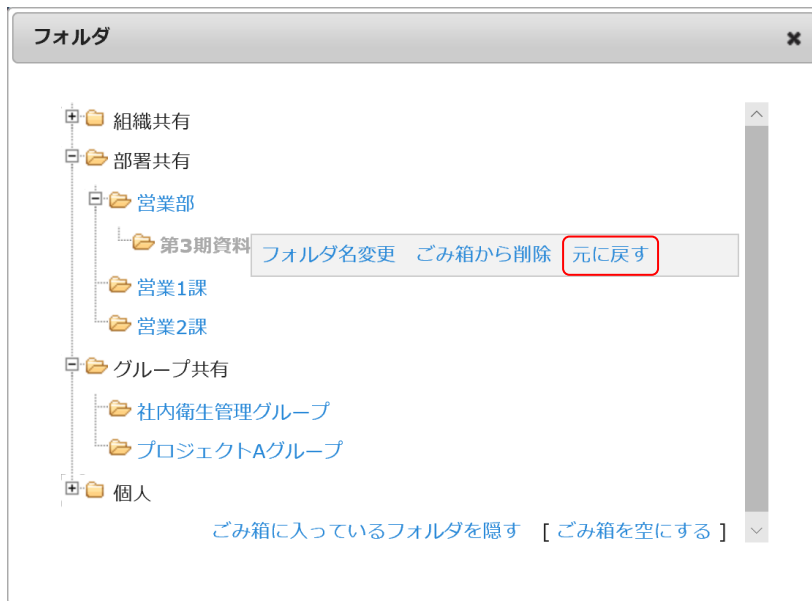 フォルダ
組織共有
部署共有
営業部
第3期資料 フォルダ名変更 ごみ箱から削除 元に戻す
営業1課
営業2課
グループ共有
社内衛生管理グループ
プロジェクトAグループ
個人
ごみ箱に入っているフォルダを隠す [ ごみ箱を空にする ]